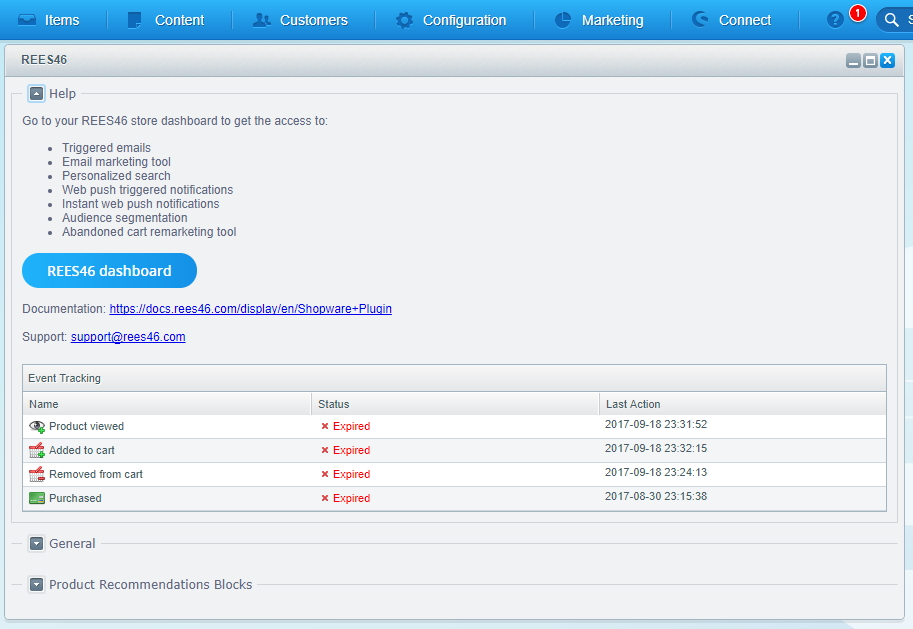 Items Content Customers Configuration Marketing Connect ? 1 S
REES46
Help
Go to your REES46 store dashboard to get the access to:
Triggered emails
Email marketing tool
Personalized search
Web push triggered notifications
Instant web push notifications
Audience segmentation
Abandoned cart remarketing tool
REES46 dashboard
Documentation: https://docs.rees46.com/display/en/Shopware+Plugin
Support: support@rees46.com
Event Tracking
Name Status Last Action
Product viewed Expired 2017-09-18 23:31:52
Added to cart Expired 2017-09-18 23:32:15
Removed from cart Expired 2017-09-18 23:24:13
Purchased Expired 2017-08-30 23:15:38
General
Product Recommendations Blocks